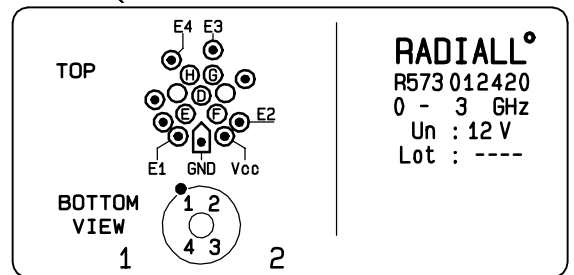 E4 E3
TOP
H G
D
E F
E2
E1 GND Vcc
BOTTOM
VIEW
1 2
4 3
1 2
RADIALL°
R573 012420
0 - 3 GHz
Un : 12 V
Lot : ----